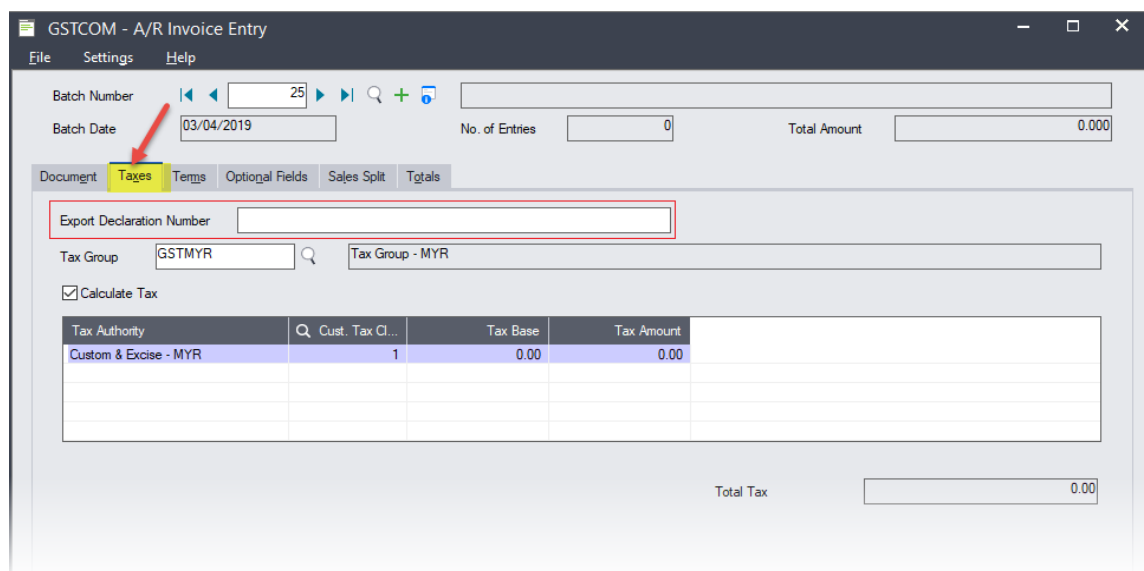 GSTCOM - A/R Invoice Entry
File Settings Help
Batch Number 25
Batch Date 03/04/2019 No. of Entries 0 Total Amount 0.000
Document Taxes Terms Optional Fields Sales Split Totals
Export Declaration Number
Tax Group GSTMYR Tax Group - MYR
Calculate Tax
Tax Authority Cust. Tax Cl... Tax Base Tax Amount
Custom & Excise - MYR 1 0.00 0.00
Total Tax 0.00